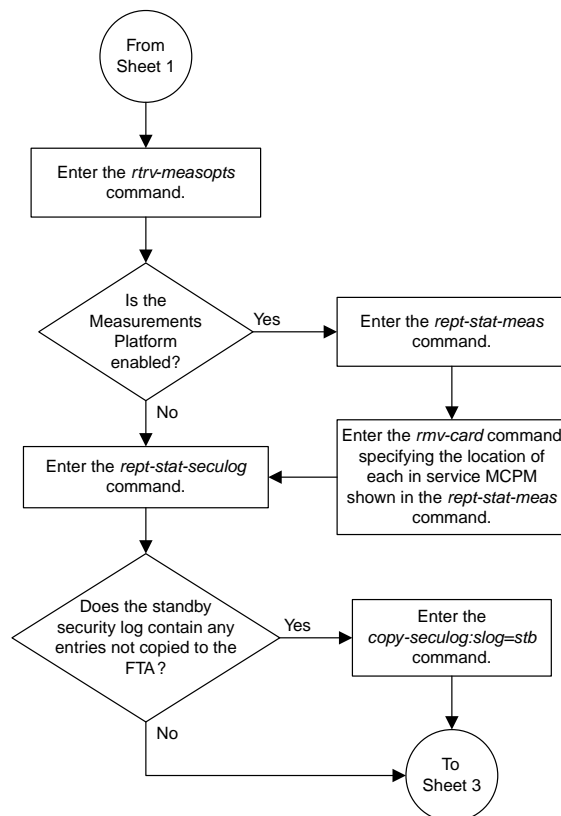 From
Sheet 1
Enter the rtrv-measopts
command.
Is the
Measurements
Platform
enabled?
Yes
Enter the rept-stat-meas
command.
No
Enter the rmv-card command
specifying the location of
each in service MCPM
shown in the rept-stat-meas
command.
Enter the rept-stat-seculog
command.
Does the standby
security log contain any
entries not copied to the
FTA?
Yes
Enter the
copy-seculog:slog=stb
command.
No
To
Sheet 3